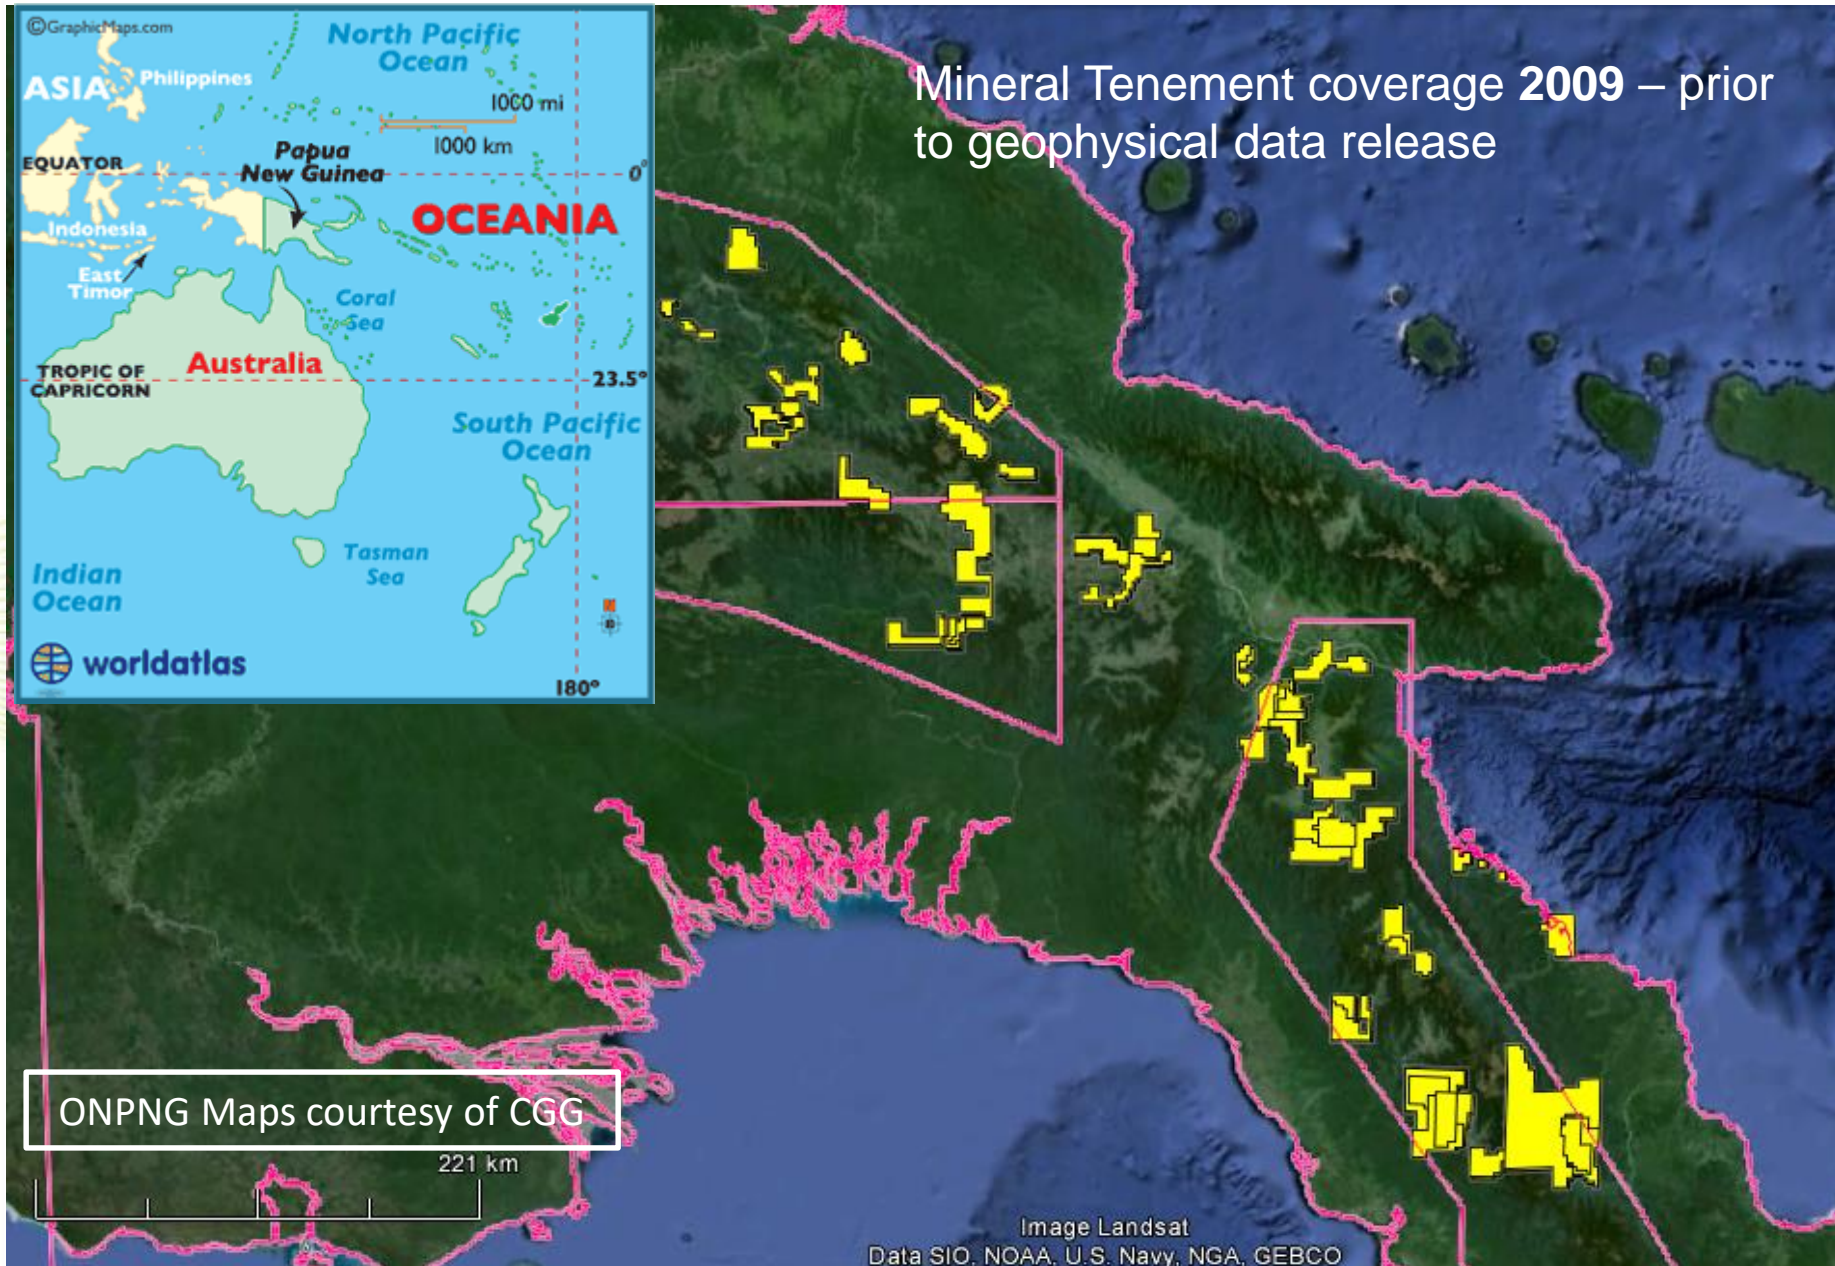 ©GraphicMaps.com
North Pacific
Ocean
ASIA
Philippines
1000 mi
1000 km
EQUATOR
Papua
New Guinea
0°
OCEANIA
Indonesia
East
Timor
Coral
Sea
TROPIC OF
CAPRICORN
Australia
23.5°
South Pacific
Ocean
Tasman
Sea
Indian
Ocean
worldatlas
180°
Mineral Tenement coverage 2009 – prior
to geophysical data release
ONPNG Maps courtesy of CGG
221 km
Image Landsat
Data SIO, NOAA, U.S. Navy, NGA, GEBCO